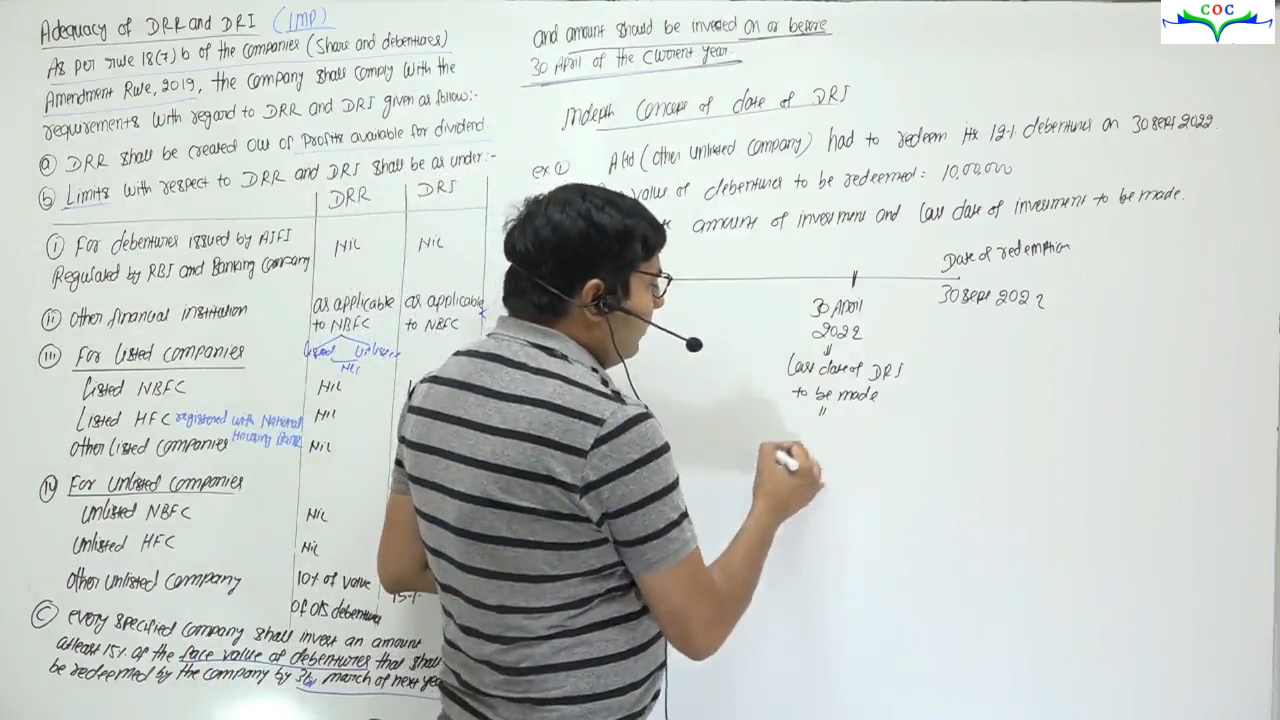 Adequacy of DRR and DRI (IMP)
As per rule 18(7) b of the companies (share and debentures)
Amendment Rule, 2019, the company shall comply with the
requirements with regard to DRR and DRI given as follow:-
(a) DRR shall be created out of Profits available for dividend.
(b) Limits with respect to DRR and DRI shall be as under:-
DRR DRI
(i) For debentures issued by AIFI Nil Nil
Regulated by RBI and Banking Company
(ii) Other financial institution as applicable as applicable
to NBFC to NBFC
(iii) For Listed companies
Nil
Listed NBFC Nil
Listed HFC registered with National Nil
Housing Bank
Other listed companies Nil
(iv) For unlisted companies
Unlisted NBFC Nil
Unlisted HFC Nil
Other unlisted company 10% of value 15%
of O/S debentures
(C) every specified company shall invest an amount
atleast 15% of the face value of debentures that shall
be redeemed by the company by 31 march of next year
and amount should be invested on or before
30 April of the current year.
Indepth Concept of date of DRI
ex (1) A ltd (other unlisted company) had to redeem its 12% debentures on 30 sept 2022.
value of debentures to be redeemed = 10,00,000
amount of investment and last date of investment to be made.
Date of redemption
30 April 30 sept 2022
2022
last date of DRI
to be made
COC